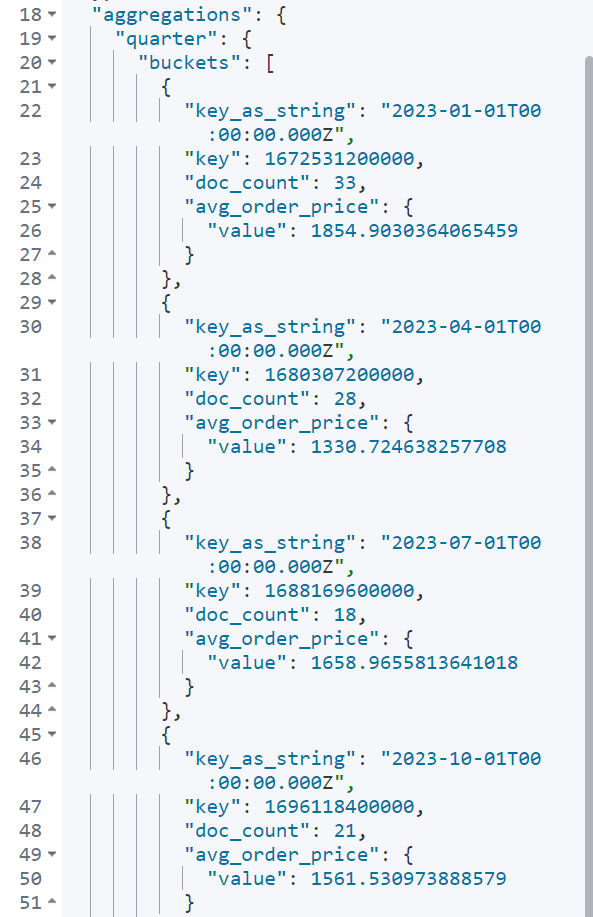 18 "aggregations": {
19 "quarter": {
20 "buckets": [
21 {
22 "key_as_string": "2023-01-01T00
:00:00.000Z",
23 "key": 1672531200000,
24 "doc_count": 33,
25 "avg_order_price": {
26 "value": 1854.9030364065459
27 }
28 },
29 {
30 "key_as_string": "2023-04-01T00
:00:00.000Z",
31 "key": 1680307200000,
32 "doc_count": 28,
33 "avg_order_price": {
34 "value": 1330.724638257708
35 }
36 },
37 {
38 "key_as_string": "2023-07-01T00
:00:00.000Z",
39 "key": 1688169600000,
40 "doc_count": 18,
41 "avg_order_price": {
42 "value": 1658.9655813641018
43 }
44 },
45 {
46 "key_as_string": "2023-10-01T00
:00:00.000Z",
47 "key": 1696118400000,
48 "doc_count": 21,
49 "avg_order_price": {
50 "value": 1561.530973888579
51 }